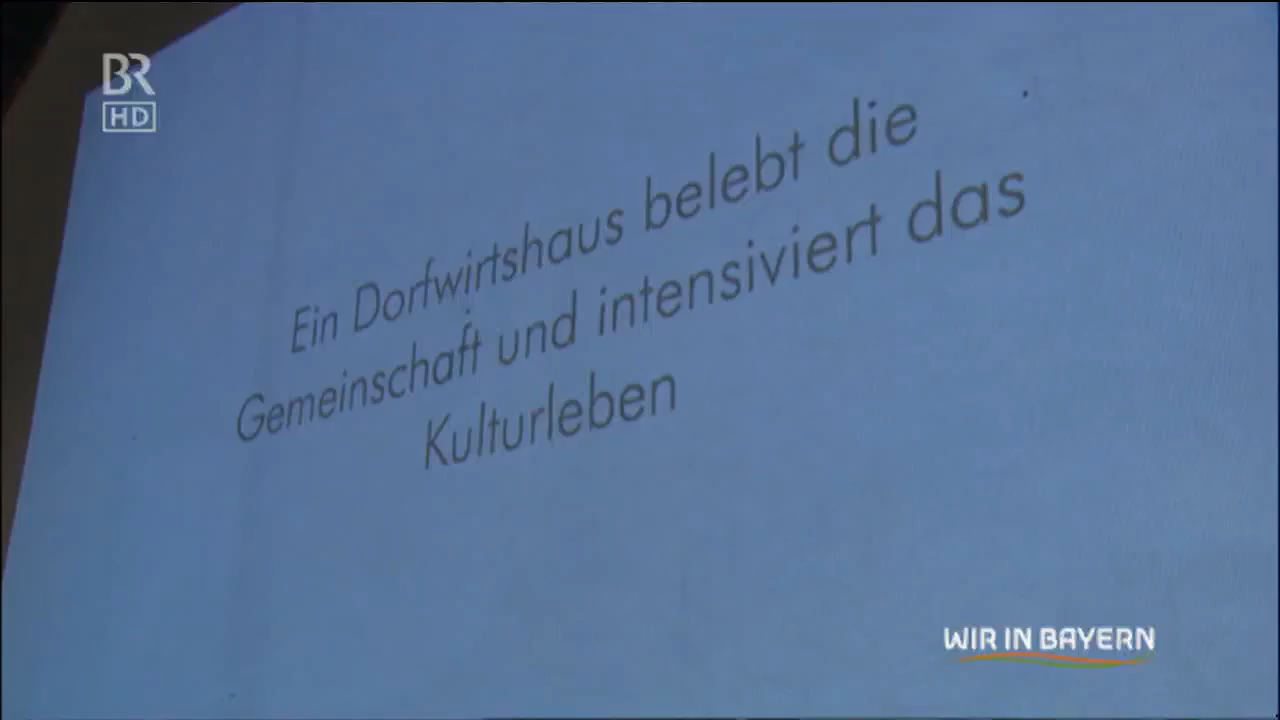 BR
HD
Ein Dorfwirtshaus belebt die
Gemeinschaft und intensiviert das
Kulturleben
WIR IN BAYERN